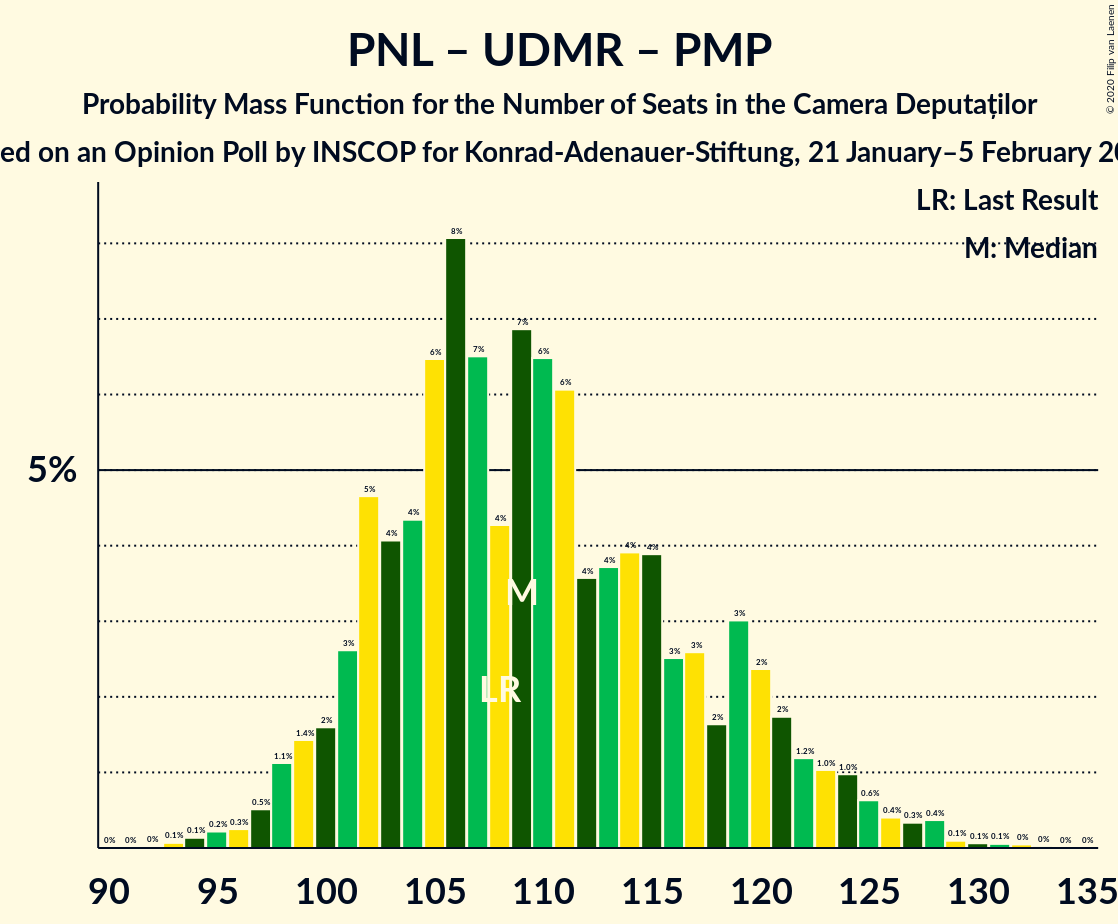 PNL – UDMR – PMP
Probability Mass Function for the Number of Seats in the Camera Deputaților
ed on an Opinion Poll by INSCOP for Konrad-Adenauer-Stiftung, 21 January–5 February 20
© 2020 Filip van Laenen
LR: Last Result
M: Median
5%
0% 0% 0% 0.1% 0.1% 0.2% 0.3% 0.5% 1.1% 1.4% 2% 3% 5% 4% 4% 6% 8% 7% 4% 7% 6% 6% 4% 4% 4% 4% 3% 3% 2% 3% 2% 2% 1.2% 1.0% 1.0% 0.6% 0.4% 0.3% 0.4% 0.1% 0.1% 0.1% 0% 0% 0% 0%
M
LR
90 95 100 105 110 115 120 125 130 135